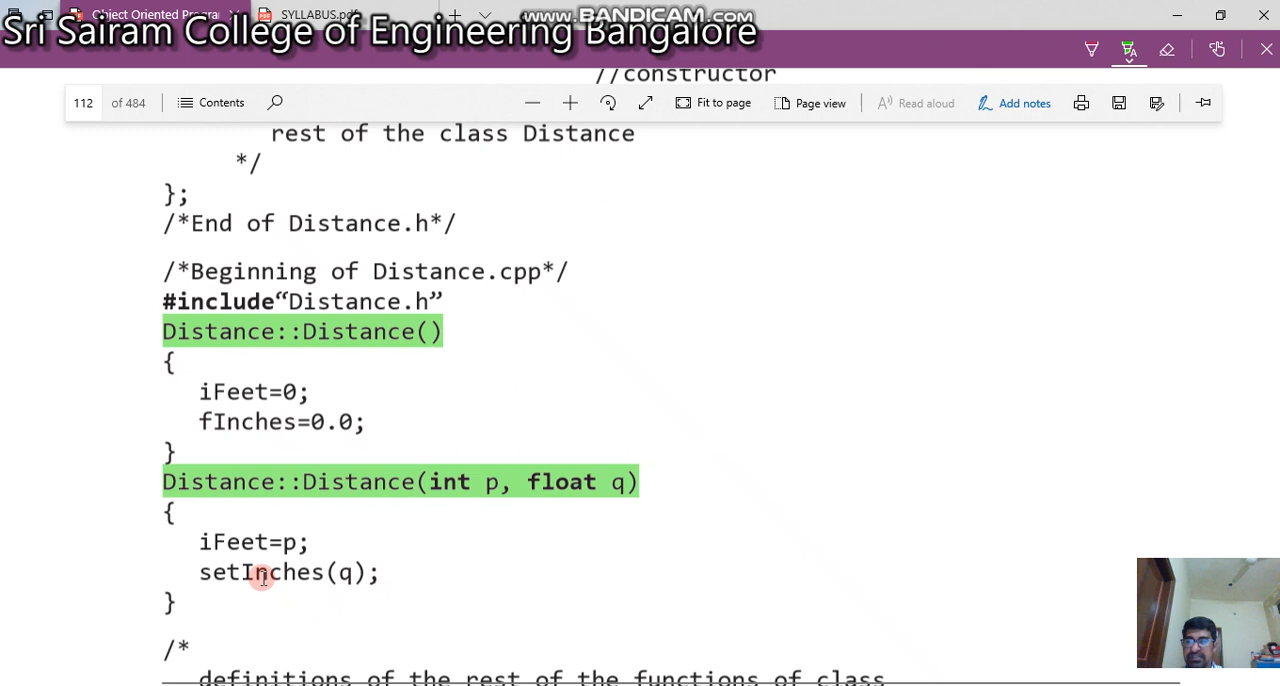 Object Oriented Progra
SYLLABUS.pdf
www.BANDICAM.com
Sri Sairam College of Engineering Bangalore
//constructor
112 of 484
Contents
Fit to page
Page view
Read aloud
Add notes
rest of the class Distance
*/
};
/*End of Distance.h*/
/*Beginning of Distance.cpp*/
#include“Distance.h”
Distance::Distance()
{
iFeet=0;
fInches=0.0;
}
Distance::Distance(int p, float q)
{
iFeet=p;
setInches(q);
}
/*
definitions of the rest of the functions of class